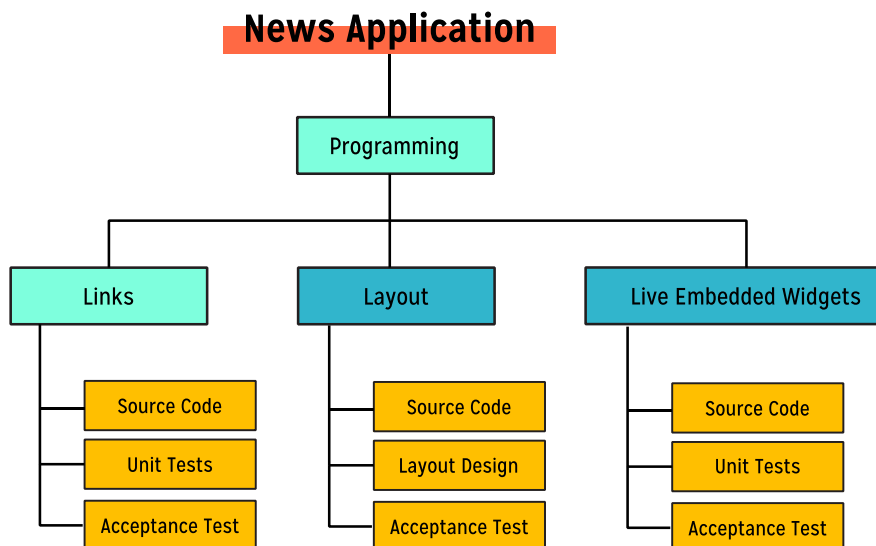 News Application
Programming
Links
Layout
Live Embedded Widgets
Source Code
Unit Tests
Acceptance Test
Source Code
Layout Design
Acceptance Test
Source Code
Unit Tests
Acceptance Test